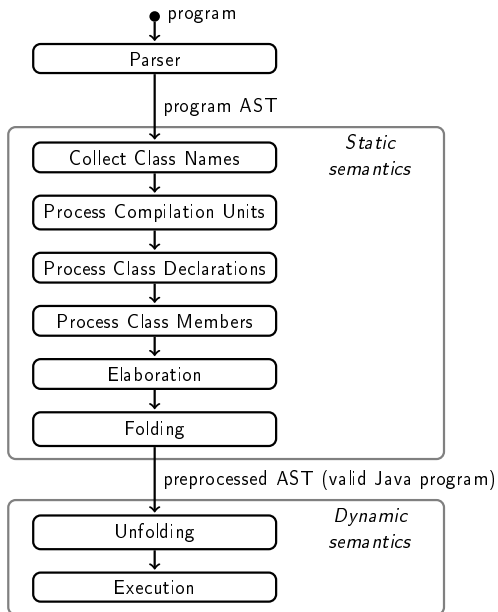 program
Parser
program AST
Static
semantics
Collect Class Names
Process Compilation Units
Process Class Declarations
Process Class Members
Elaboration
Folding
preprocessed AST (valid Java program)
Dynamic
semantics
Unfolding
Execution